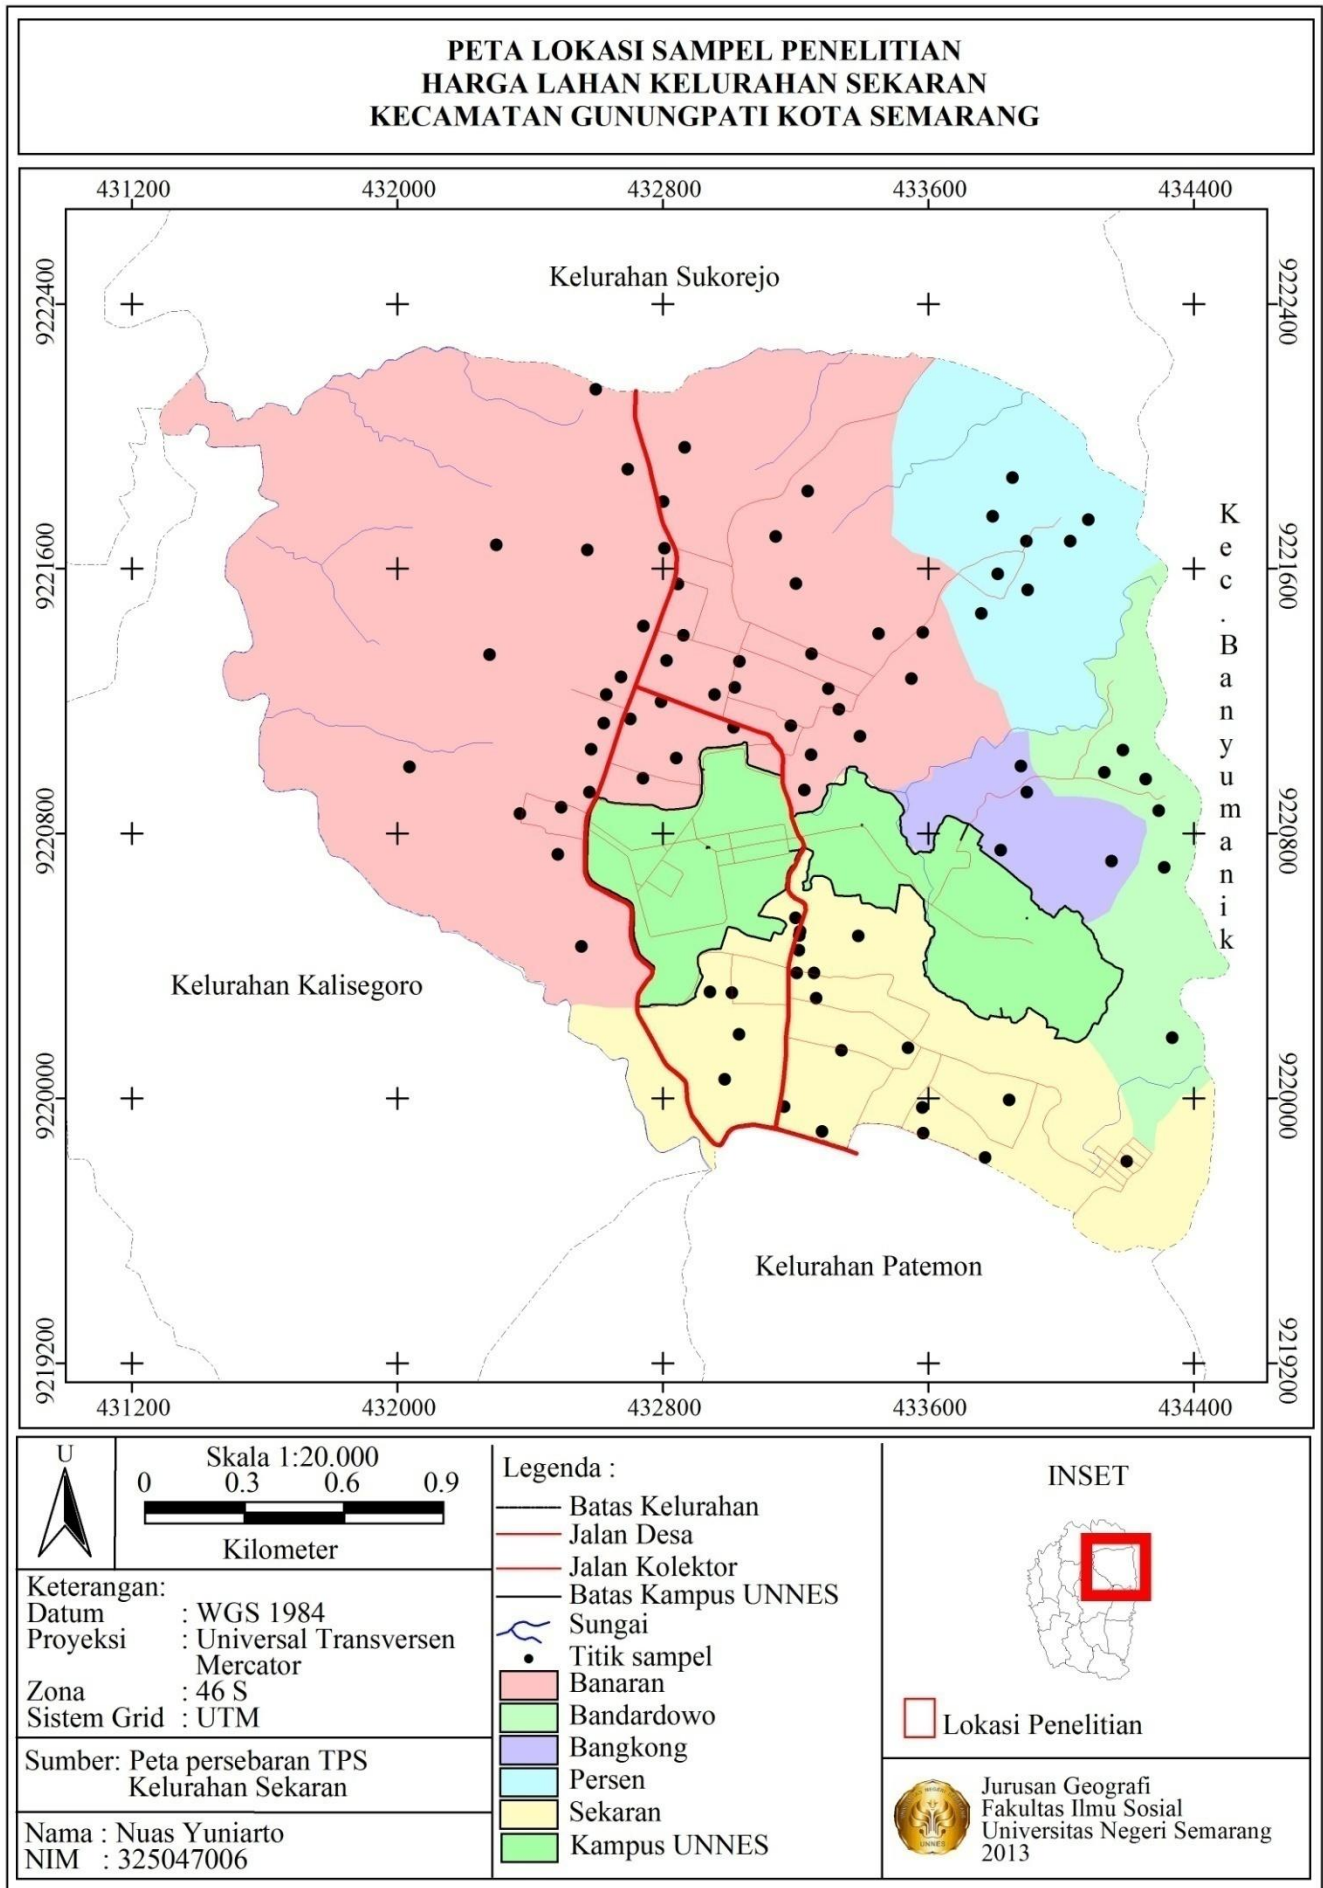 PETA LOKASI SAMPEL PENELITIAN
HARGA LAHAN KELURAHAN SEKARAN
KECAMATAN GUNUNGPATI KOTA SEMARANG
431200 432000 432800 433600 434400
9222400 9222400
Kelurahan Sukorejo
9221600 9221600
Kec. Banyumanik
9220800 9220800
Kelurahan Kalisegoro
9220000 9220000
Kelurahan Patemon
9219200 9219200
431200 432000 432800 433600 434400
U
Skala 1:20.000
0 0.3 0.6 0.9
Kilometer
Keterangan:
Datum : WGS 1984
Proyeksi : Universal Transversen
Mercator
Zona : 46 S
Sistem Grid : UTM
Sumber: Peta persebaran TPS
Kelurahan Sekaran
Nama : Nuas Yuniarto
NIM : 325047006
Legenda :
Batas Kelurahan
Jalan Desa
Jalan Kolektor
Batas Kampus UNNES
Sungai
Titik sampel
Banaran
Bandardowo
Bangkong
Persen
Sekaran
Kampus UNNES
INSET
Lokasi Penelitian
UNNES
Jurusan Geografi
Fakultas Ilmu Sosial
Universitas Negeri Semarang
2013